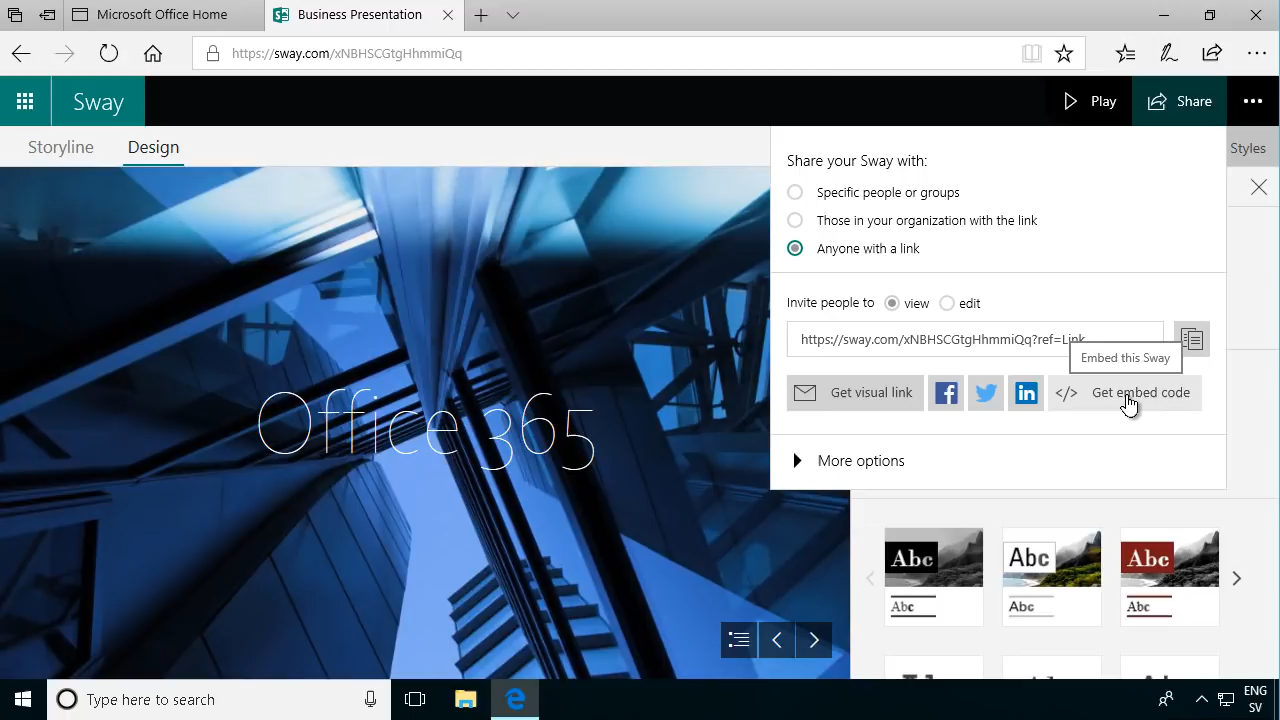 Microsoft Office Home
Business Presentation
https://sway.com/xNBHSCGtgHhmmiQq
Sway
Play
Share
Storyline
Design
Styles
Share your Sway with:
Specific people or groups
Those in your organization with the link
Anyone with a link
Invite people to
view
edit
https://sway.com/xNBHSCGtgHhmmiQq?ref=Link
Embed this Sway
Get visual link
Get embed code
More options
Office 365
Abc
Abc
Abc
Abc
Abc
Abc
Type here to search
ENG
SV